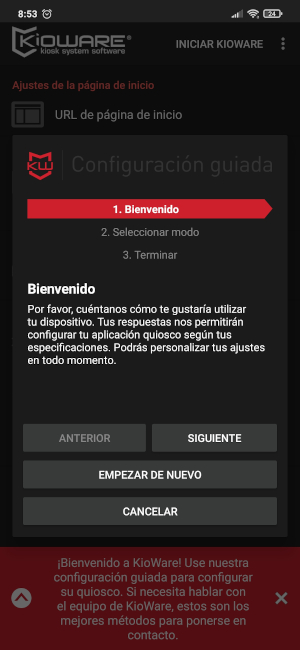 8:53
24
KIOWARE®
kiosk system software
INICIAR KIOWARE
Ajustes de la página de inicio
URL de página de inicio
KW
Configuración guiada
1. Bienvenido
2. Seleccionar modo
3. Terminar
Bienvenido
Por favor, cuéntanos cómo te gustaría utilizar
tu dispositivo. Tus respuestas nos permitirán
configurar tu aplicación quiosco según tus
especificaciones. Podrás personalizar tus ajustes
en todo momento.
ANTERIOR
SIGUIENTE
EMPEZAR DE NUEVO
CANCELAR
¡Bienvenido a KioWare! Use nuestra
configuración guiada para configurar
su quiosco. Si necesita hablar con
el equipo de KioWare, estos son los
mejores métodos para ponerse en
contacto.